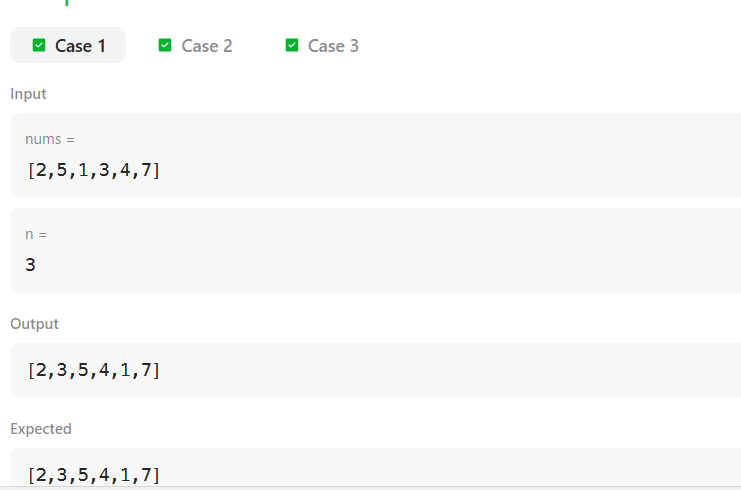 Case 1 Case 2 Case 3
Input
nums =
[2,5,1,3,4,7]
n =
3
Output
[2,3,5,4,1,7]
Expected
[2,3,5,4,1,7]